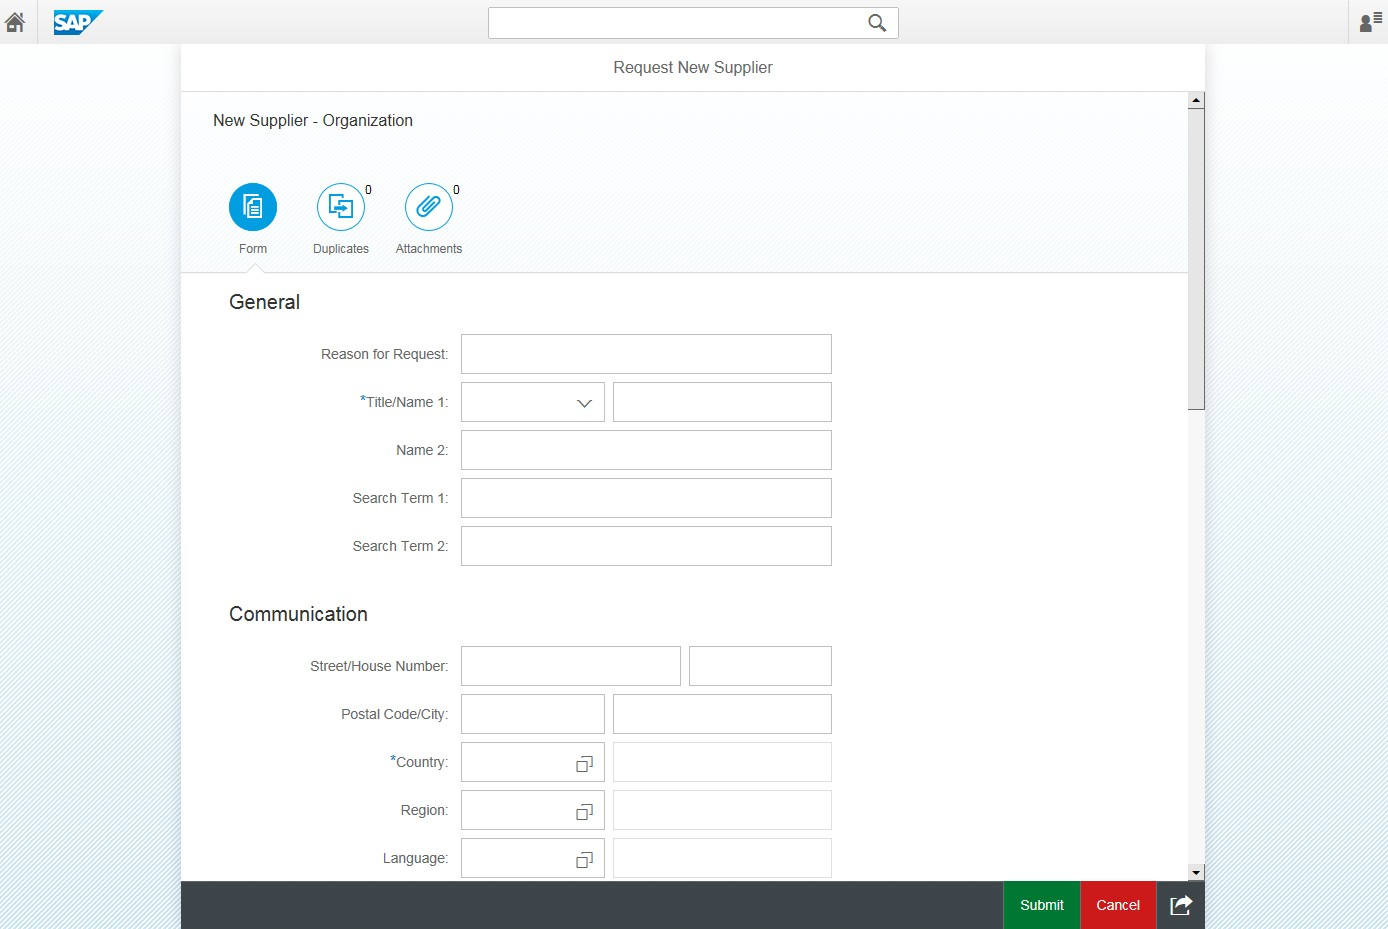 SAP
Request New Supplier
New Supplier - Organization
0
0
Form
Duplicates
Attachments
General
Reason for Request:
*Title/Name 1:
Name 2:
Search Term 1:
Search Term 2:
Communication
Street/House Number:
Postal Code/City:
*Country:
Region:
Language:
Submit
Cancel